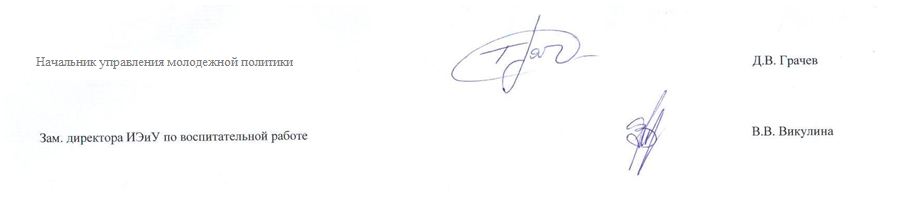 Начальник управления молодежной политики Д.В. Грачев
Зам. директора ИЭиУ по воспитательной работе В.В. Викулина